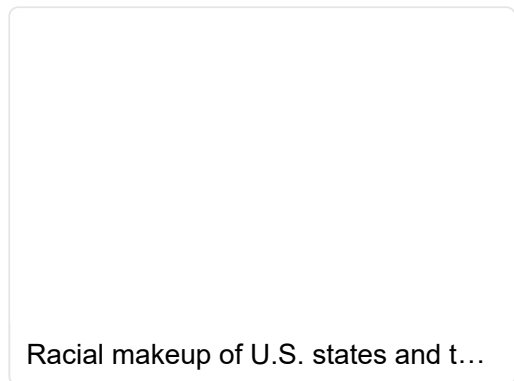 Racial makeup of U.S. states and t…